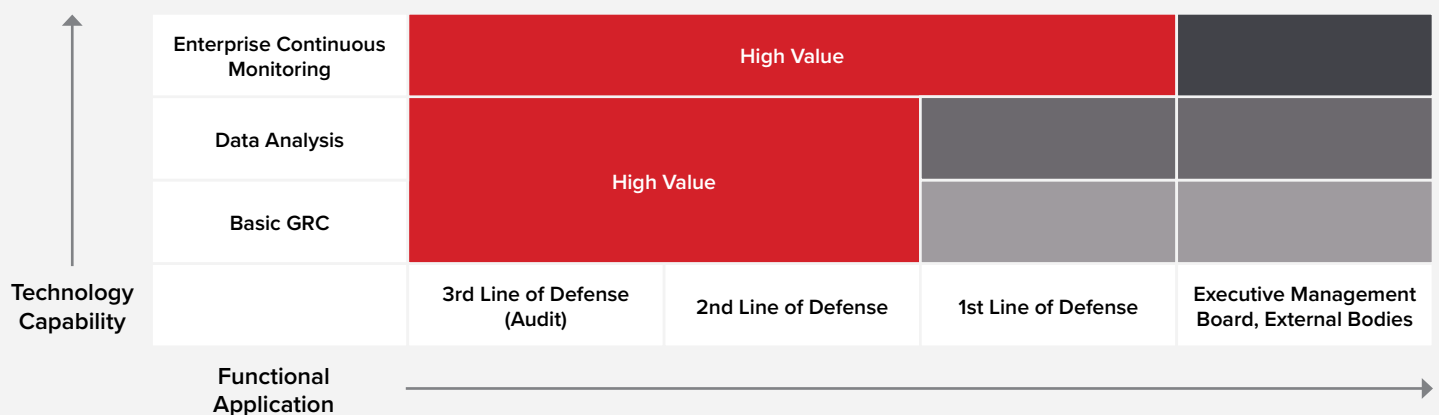 Enterprise Continuous
Monitoring
High Value
Data Analysis
High Value
Basic GRC
Technology
Capability
3rd Line of Defense
(Audit)
2nd Line of Defense
1st Line of Defense
Executive Management
Board, External Bodies
Functional
Application